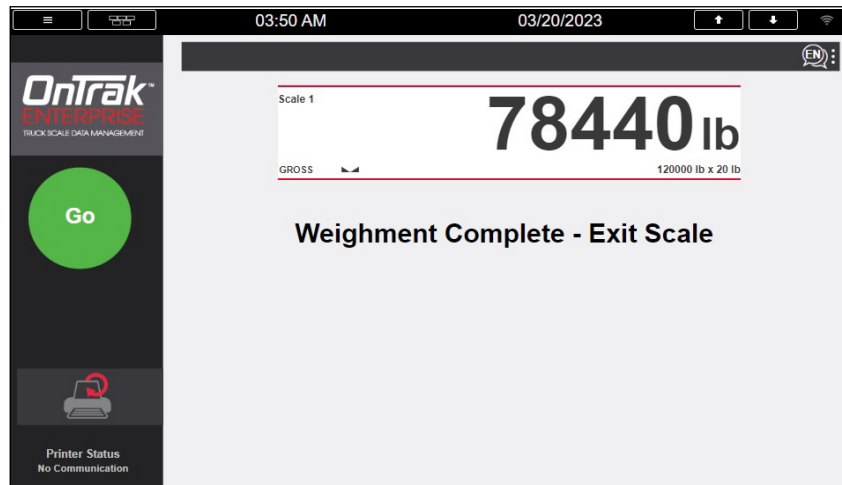 03:50 AM 03/20/2023
EN
OnTrak™
ENTERPRISE
TRUCK SCALE DATA MANAGEMENT
Scale 1
78440 lb
GROSS 120000 lb x 20 lb
Go
Weighment Complete - Exit Scale
Printer Status
No Communication